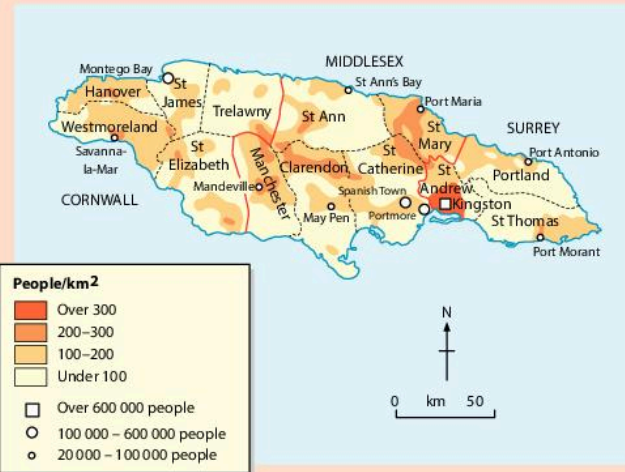 MIDDLESEX
Montego Bay
St Ann's Bay
Hanover
St
James
Port Maria
Trelawny
St Ann
Westmoreland
St
Mary
SURREY
Savanna-
la-Mar
St
Elizabeth
Manchester
Clarendon
St
Catherine
St
Andrew
Port Antonio
Portland
Mandeville
Spanish Town
Kingston
CORNWALL
May Pen
Portmore
St Thomas
Port Morant
People/km2
Over 300
200–300
100–200
Under 100
Over 600 000 people
100 000 – 600 000 people
20 000 – 100 000 people
N
0 km 50